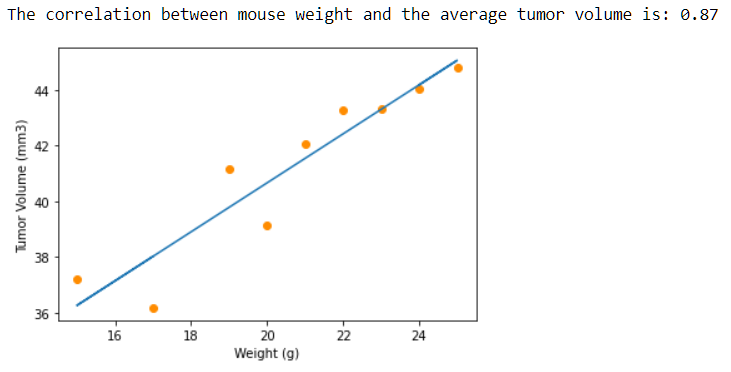 The correlation between mouse weight and the average tumor volume is: 0.87
44
42
40
38
36
Tumor Volume (mm3)
16 18 20 22 24
Weight (g)